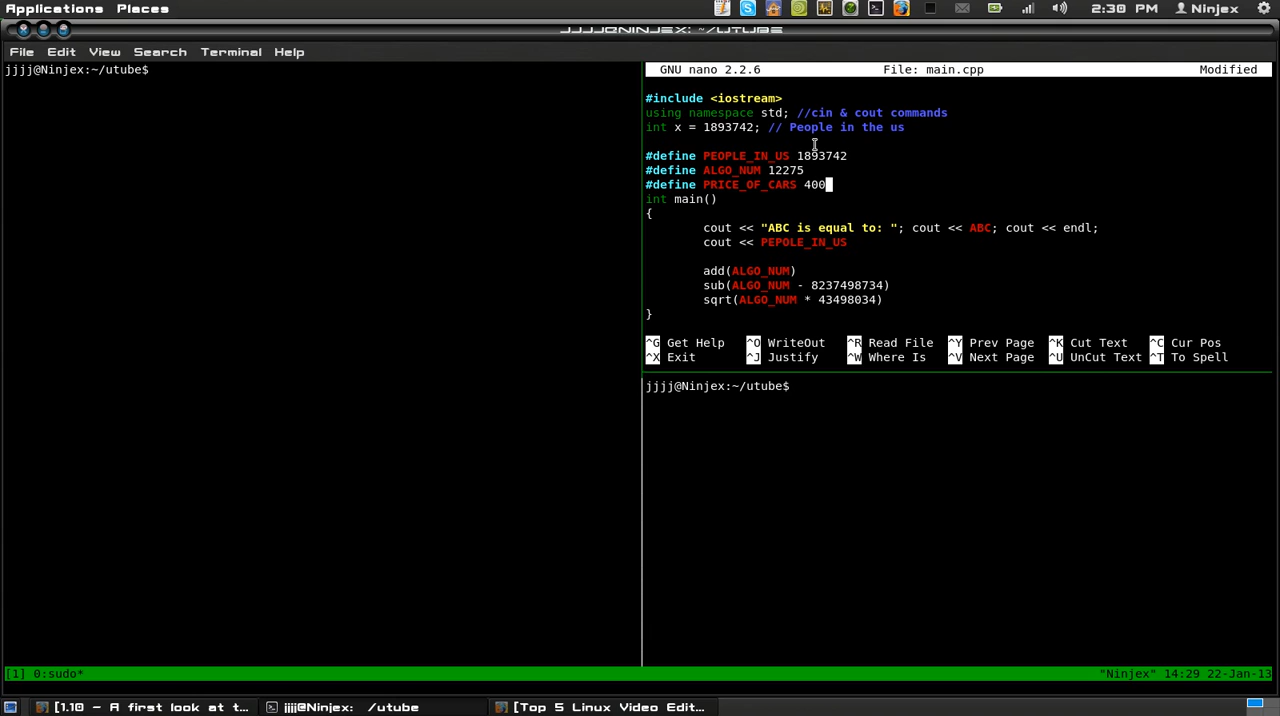 Applications Places
2:30 PM Ninjex
jjjj@NINJEX: ~/UTUBE
File Edit View Search Terminal Help
jjjj@Ninjex:~/utube$
GNU nano 2.2.6 File: main.cpp Modified
#include <iostream>
using namespace std; //cin & cout commands
int x = 1893742; // People in the us
#define PEOPLE_IN_US 1893742
#define ALGO_NUM 12275
#define PRICE_OF_CARS 400
int main()
{
cout << "ABC is equal to: "; cout << ABC; cout << endl;
cout << PEPOLE_IN_US
add(ALGO_NUM)
sub(ALGO_NUM - 8237498734)
sqrt(ALGO_NUM * 43498034)
}
^G Get Help ^O WriteOut ^R Read File ^Y Prev Page ^K Cut Text ^C Cur Pos
^X Exit ^J Justify ^W Where Is ^V Next Page ^U UnCut Text ^T To Spell
jjjj@Ninjex:~/utube$
[1] 0:sudo* "Ninjex" 14:29 22-Jan-13
[1.10 - A first look at t... jjjj@Ninjex: /utube [Top 5 Linux Video Edit...